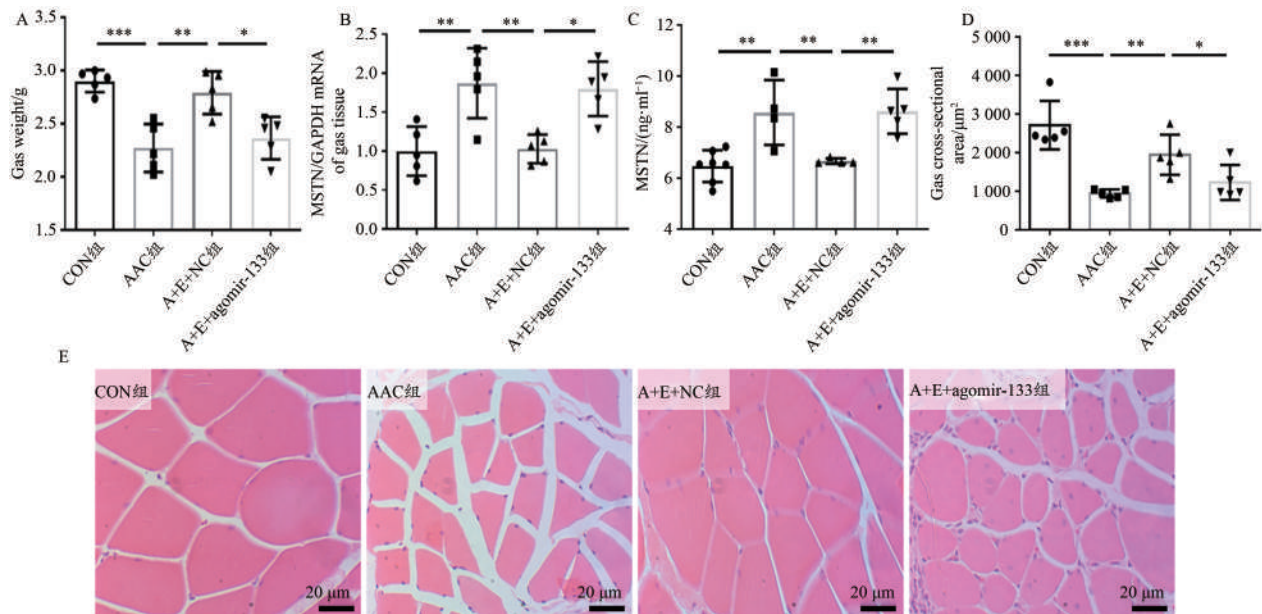 A
Gas weight/g
3.5
3.0
2.5
2.0
1.5
***
**
*
CON组
AAC组
A+E+NC组
A+E+agomir-133组
B
MSTN/GAPDH mRNA
of gas tissue
2.5
2.0
1.5
1.0
0.5
0.0
**
**
*
CON组
AAC组
A+E+NC组
A+E+agomir-133组
C
MSTN/(ng·ml⁻¹)
12
10
8
6
4
**
**
**
CON组
AAC组
A+E+NC组
A+E+agomir-133组
D
Gas cross-sectional
area/μm²
5 000
4 000
3 000
2 000
1 000
0
***
**
*
CON组
AAC组
A+E+NC组
A+E+agomir-133组
E
CON组
20 μm
AAC组
20 μm
A+E+NC组
20 μm
A+E+agomir-133组
20 μm